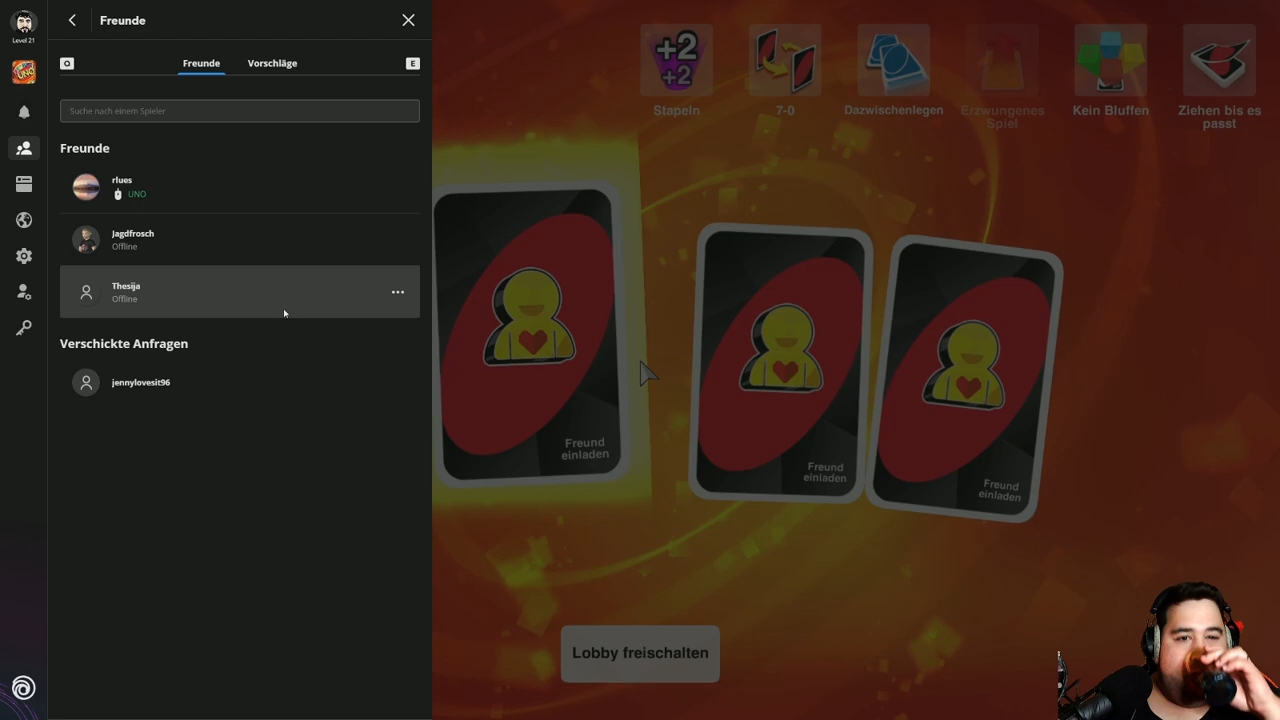 Level 21
UNO
Freunde
Q
Freunde
Vorschläge
E
Suche nach einem Spieler
Freunde
rlues
UNO
Jagdfrosch
Offline
Thesija
Offline
Verschickte Anfragen
jennylovesit96
+2
+2
Stapeln
7-0
Dazwischenlegen
Erzwungenes
Spiel
Kein Bluffen
Ziehen bis es
passt
Freund
einladen
Freund
einladen
Freund
einladen
Lobby freischalten